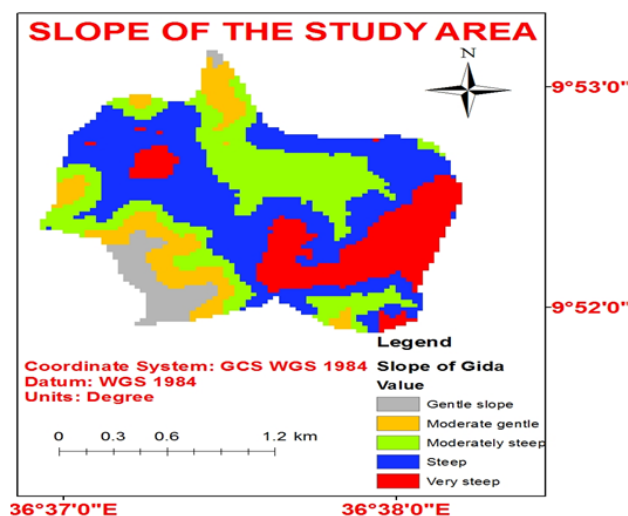 SLOPE OF THE STUDY AREA
N
9°53'0"
9°52'0"
Legend
Slope of Gida
Value
Gentle slope
Moderate gentle
Moderately steep
Steep
Very steep
Coordinate System: GCS WGS 1984
Datum: WGS 1984
Units: Degree
0 0.3 0.6 1.2 km
36°37'0"E 36°38'0"E